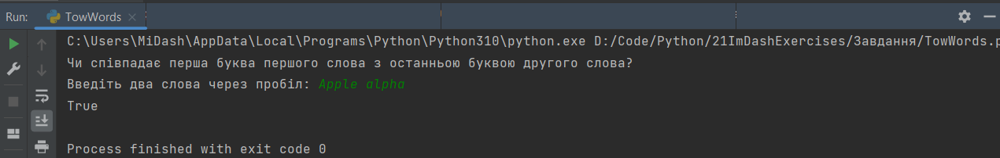 Run: TowWords
C:\Users\MiDash\AppData\Local\Programs\Python\Python310\python.exe D:/Code/Python/21ImDashExercises/Завдання/TowWords.p
Чи співпадає перша буква першого слова з останньою буквою другого слова?
Введіть два слова через пробіл: Apple alpha
True
Process finished with exit code 0